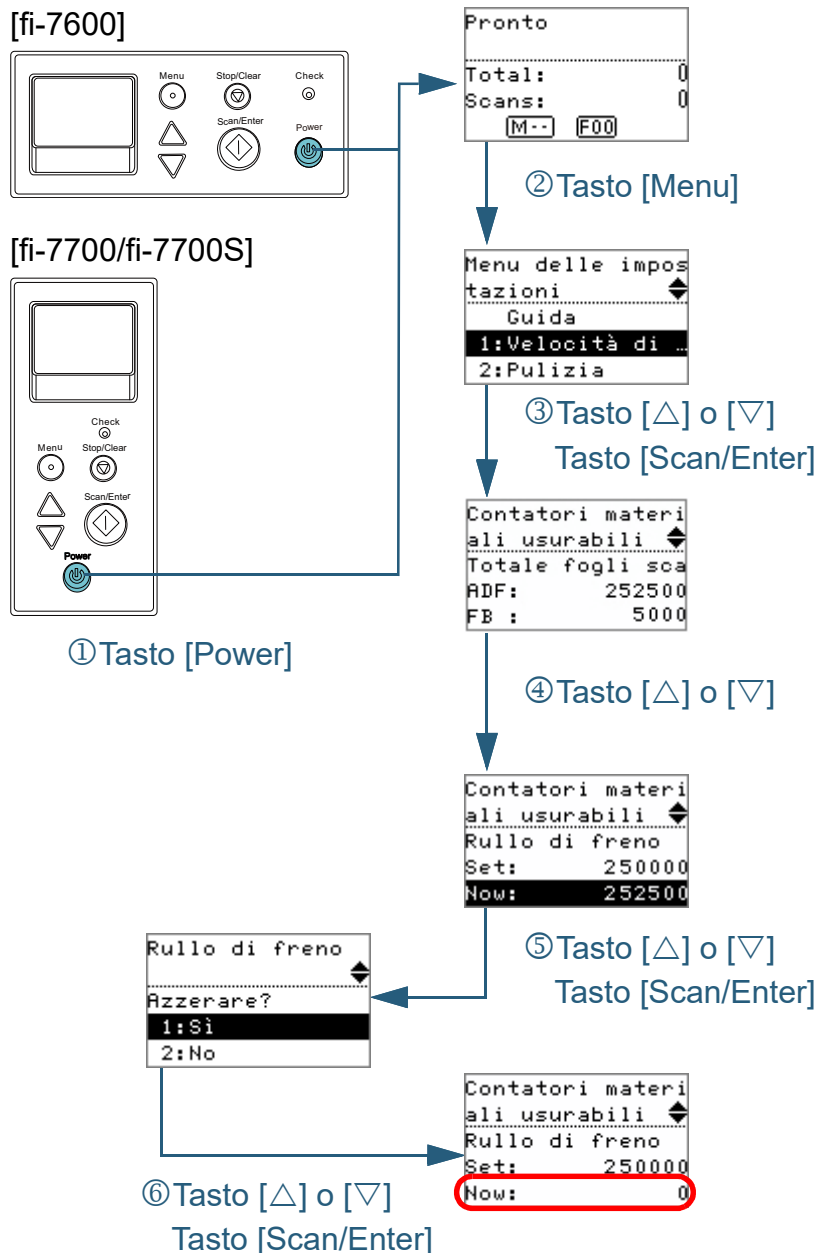 [fi-7600]
Menu
Stop/Clear
Check
Scan/Enter
Power
[fi-7700/fi-7700S]
Check
Menu
Stop/Clear
Scan/Enter
Power
①Tasto [Power]
Pronto
Total: 0
Scans: 0
M-- F00
②Tasto [Menu]
Menu delle impos
tazioni
Guida
1:Velocità di …
2:Pulizia
③Tasto [△] o [▽]
Tasto [Scan/Enter]
Contatori materi
ali usurabili
Totale fogli sca
ADF: 252500
FB : 5000
④Tasto [△] o [▽]
Contatori materi
ali usurabili
Rullo di freno
Set: 250000
Now: 252500
⑤Tasto [△] o [▽]
Tasto [Scan/Enter]
Rullo di freno
Azzerare?
1:Sì
2:No
⑥Tasto [△] o [▽]
Tasto [Scan/Enter]
Contatori materi
ali usurabili
Rullo di freno
Set: 250000
Now: 0